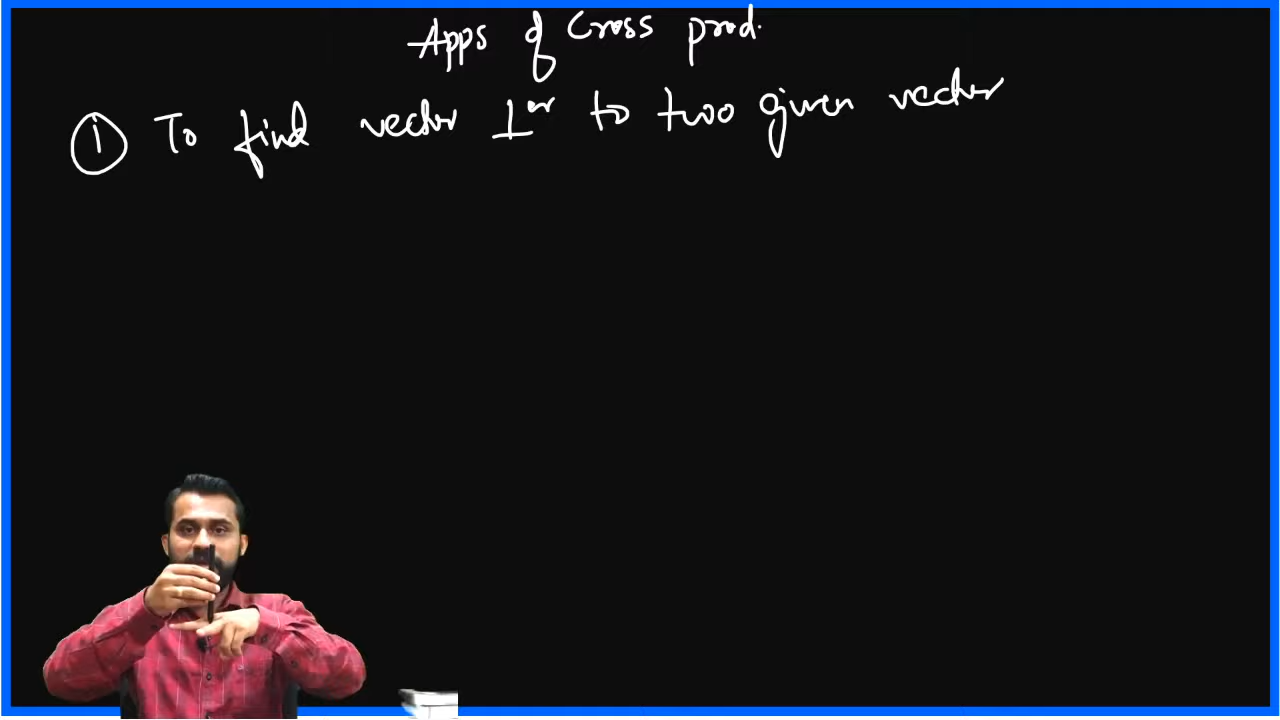 Apps of Cross prod.
① To find vector ⊥ar to two given vector